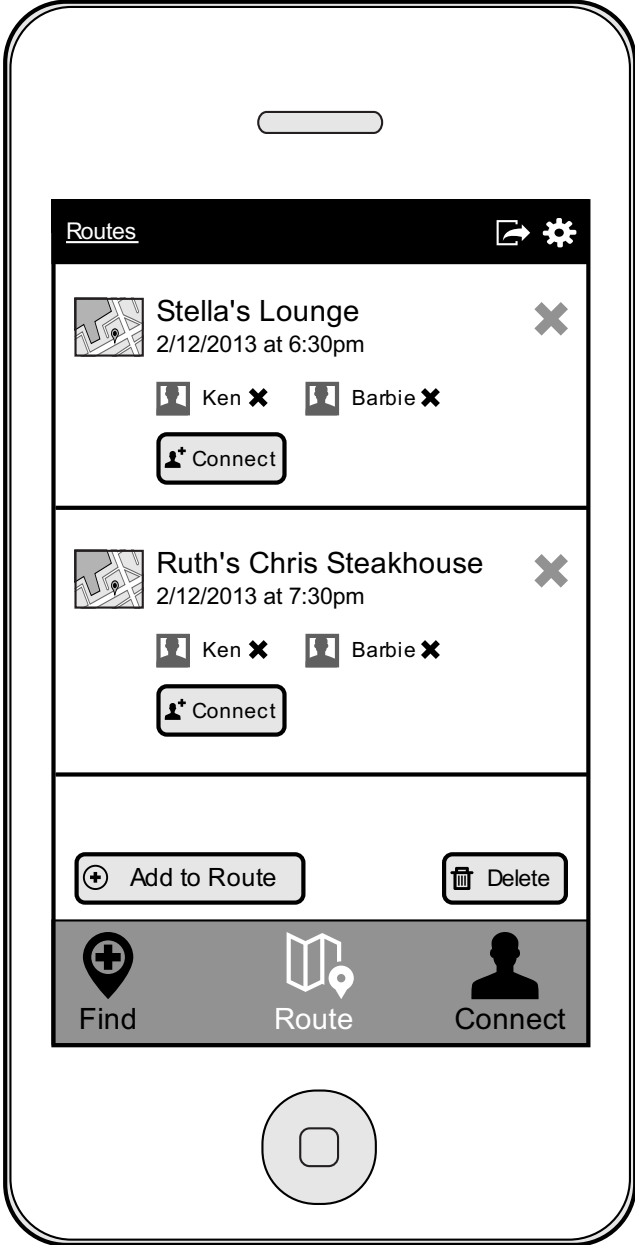 Routes
Stella's Lounge
2/12/2013 at 6:30pm
Ken Barbie
Connect
Ruth's Chris Steakhouse
2/12/2013 at 7:30pm
Ken Barbie
Connect
Add to Route Delete
Find Route Connect